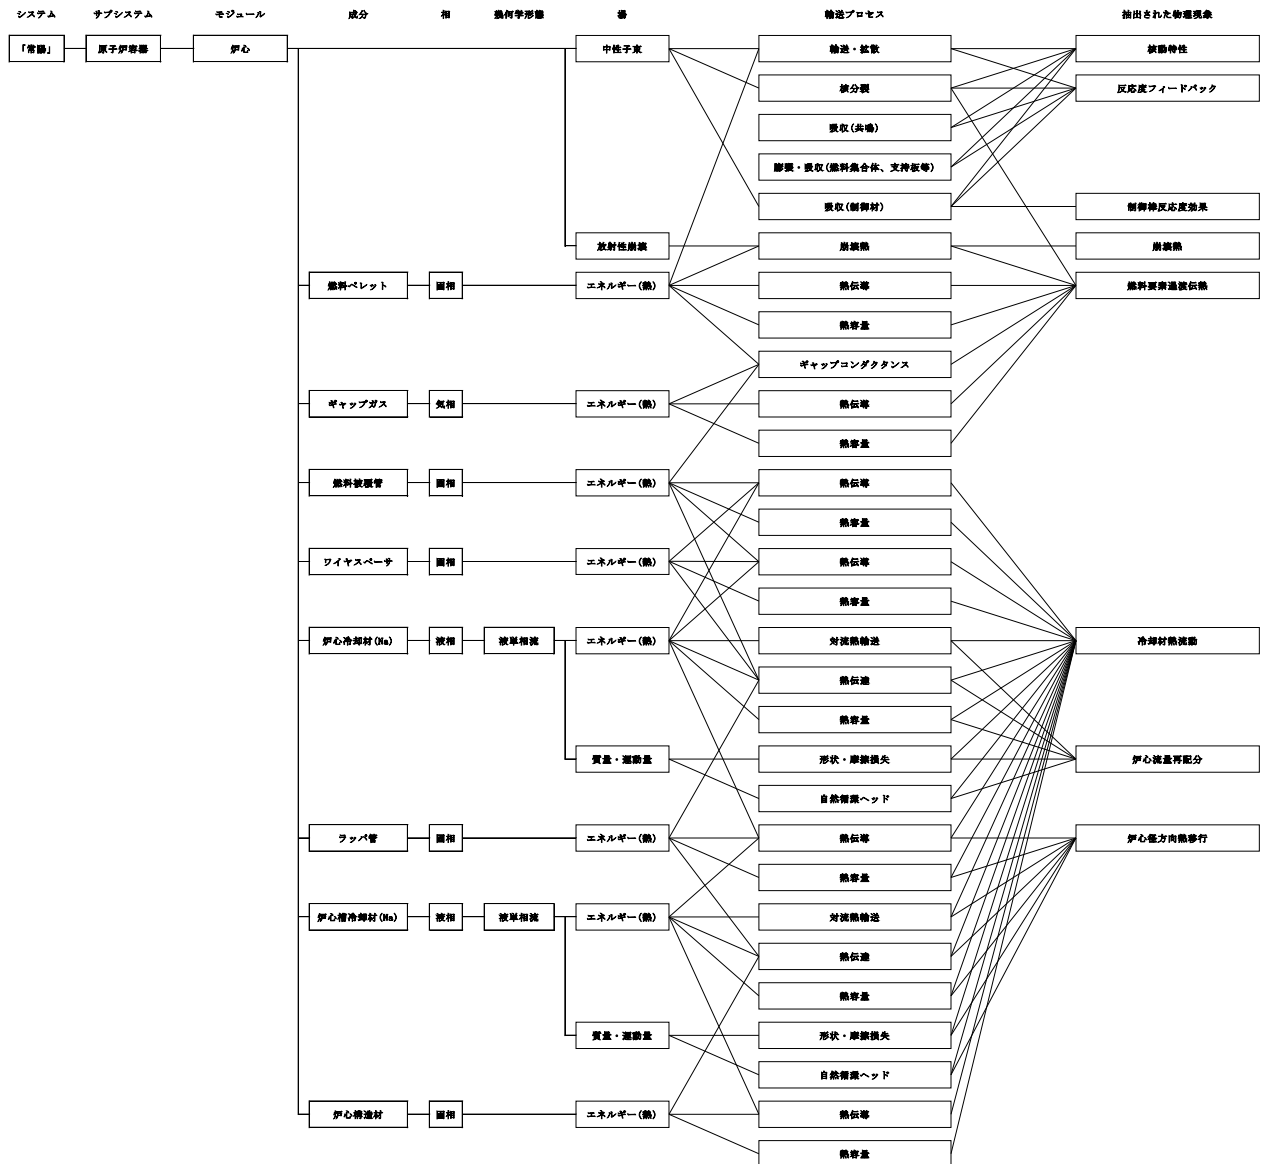 システム サブシステム モジュール 成分 相 幾何学形態 場 輸送プロセス 抽出された物理現象
「常陽」 原子炉容器 炉心 中性子束 輸送・拡散 核動特性
核分裂 反応度フィードバック
吸収(共鳴)
膨張・吸収(燃料集合体、支持板等)
吸収(制御材) 制御棒反応度効果
放射性崩壊 崩壊熱 崩壊熱
燃料ペレット 固相 エネルギー(熱) 熱伝導 燃料要素過渡伝熱
熱容量
ギャップコンダクタンス
ギャップガス 気相 エネルギー(熱) 熱伝導
熱容量
燃料被覆管 固相 エネルギー(熱) 熱伝導
熱容量
ワイヤスペーサ 固相 エネルギー(熱) 熱伝導
熱容量
炉心冷却材(Na) 液相 液単相流 エネルギー(熱) 対流熱輸送 冷却材熱流動
熱伝達
熱容量
質量・運動量 形状・摩擦損失 炉心流量再配分
自然循環ヘッド
ラッパ管 固相 エネルギー(熱) 熱伝導 炉心径方向熱移行
熱容量
炉心槽冷却材(Na) 液相 液単相流 エネルギー(熱) 対流熱輸送
熱伝達
熱容量
質量・運動量 形状・摩擦損失
自然循環ヘッド
炉心構造材 固相 エネルギー(熱) 熱伝導
熱容量